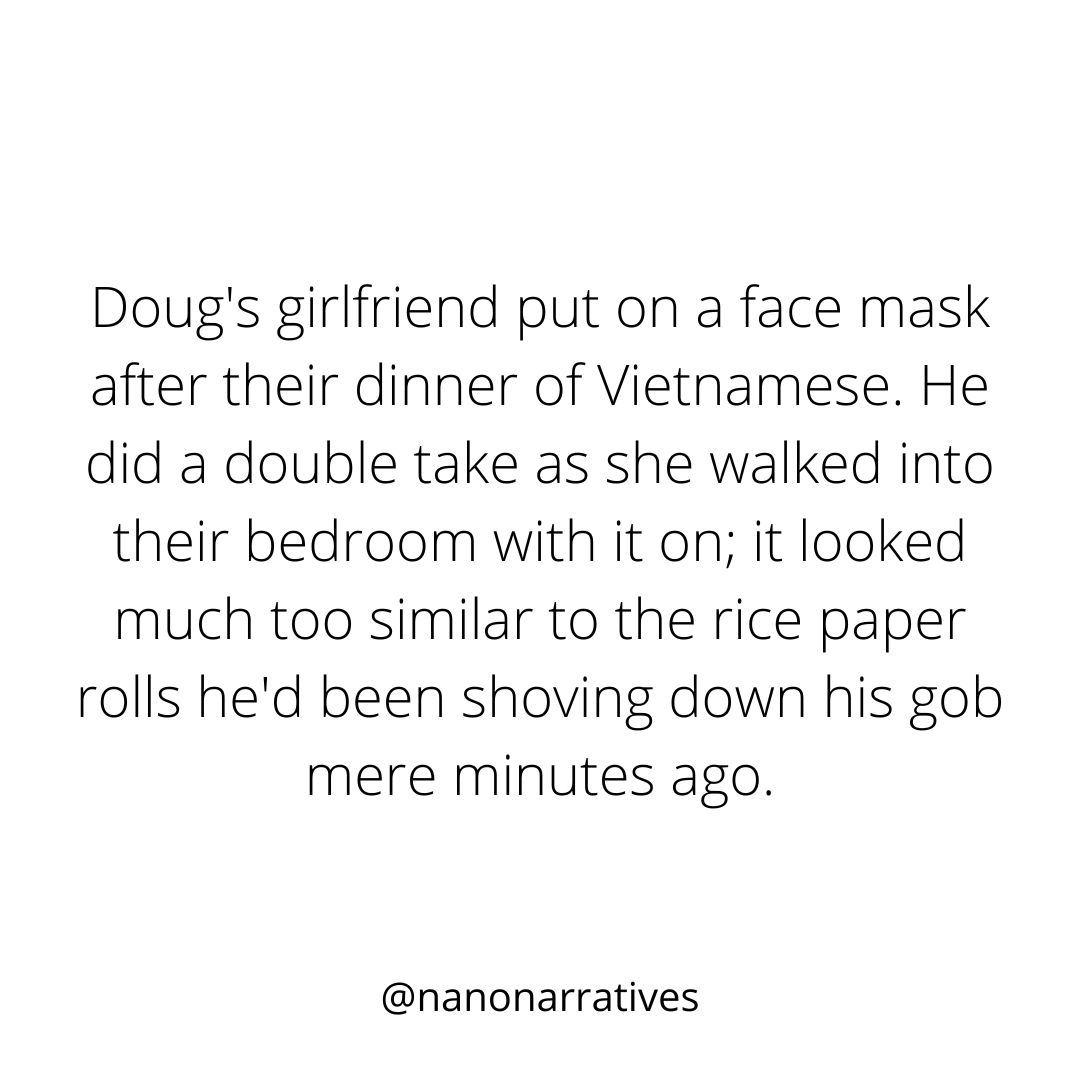 Doug's girlfriend put on a face mask
after their dinner of Vietnamese. He
did a double take as she walked into
their bedroom with it on; it looked
much too similar to the rice paper
rolls he'd been shoving down his gob
mere minutes ago.
@nanonarratives